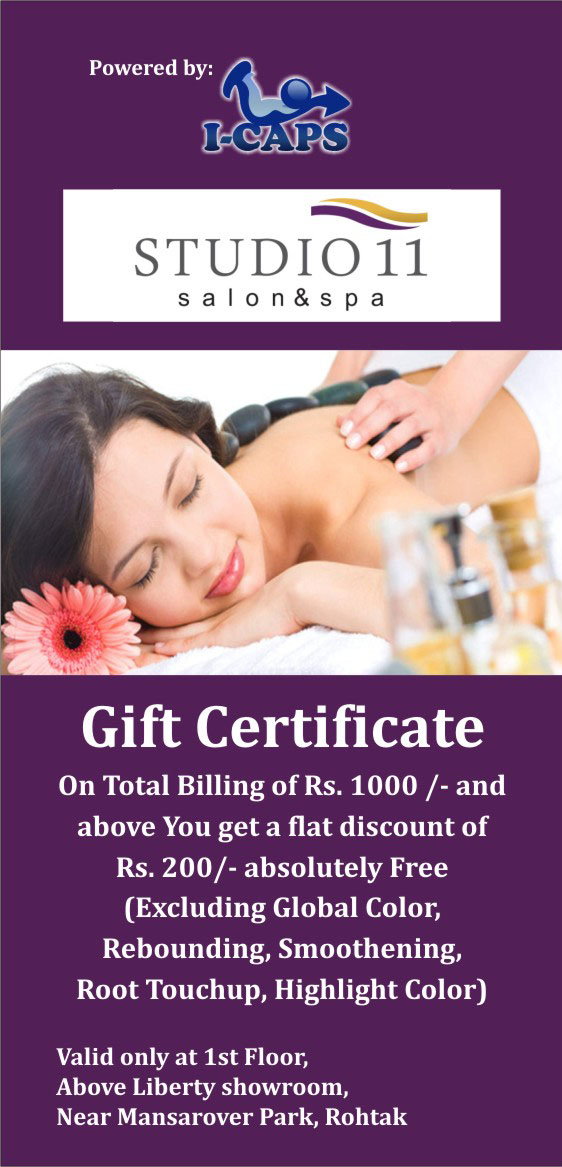 Powered by:
I-CAPS
STUDIO 11
salon&spa
Gift Certificate
On Total Billing of Rs. 1000 /- and
above You get a flat discount of
Rs. 200/- absolutely Free
(Excluding Global Color,
Rebounding, Smoothening,
Root Touchup, Highlight Color)
Valid only at 1st Floor,
Above Liberty showroom,
Near Mansarover Park, Rohtak